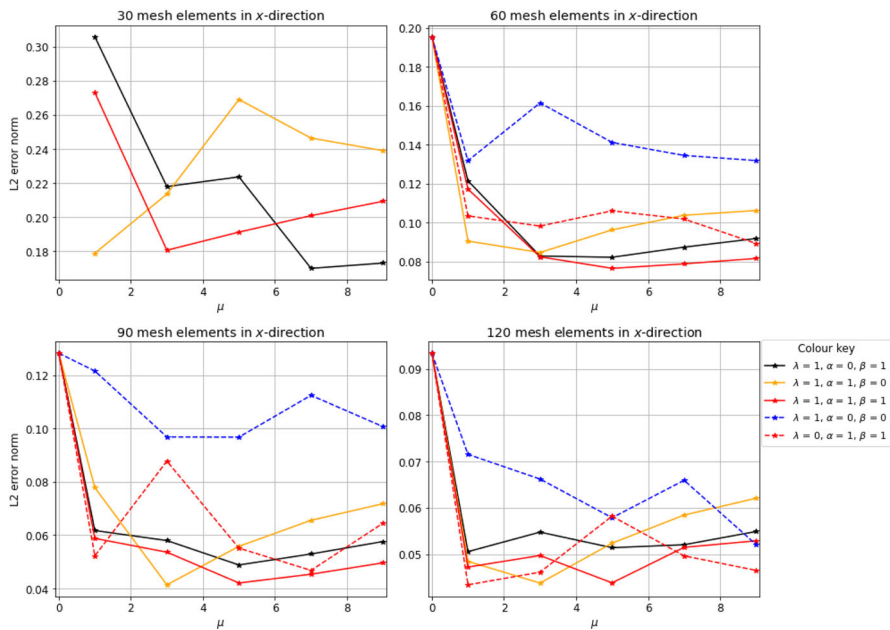 30 mesh elements in x-direction
L2 error norm
0.30
0.28
0.26
0.24
0.22
0.20
0.18
0 2 4 6 8
μ
60 mesh elements in x-direction
0.20
0.18
0.16
0.14
0.12
0.10
0.08
0 2 4 6 8
μ
90 mesh elements in x-direction
L2 error norm
0.12
0.10
0.08
0.06
0.04
0 2 4 6 8
μ
120 mesh elements in x-direction
0.09
0.08
0.07
0.06
0.05
0 2 4 6 8
μ
Colour key
λ = 1, α = 0, β = 1
λ = 1, α = 1, β = 0
λ = 1, α = 1, β = 1
λ = 1, α = 0, β = 0
λ = 0, α = 1, β = 1